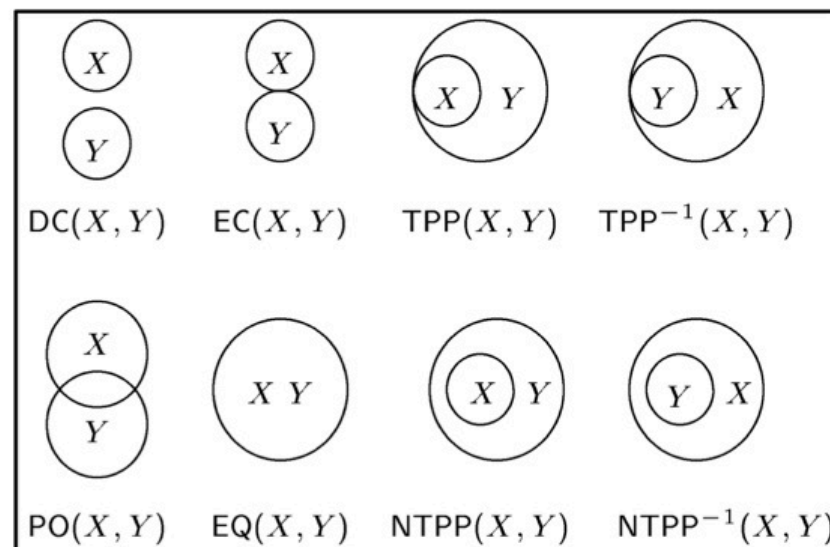 X X X Y Y X
Y Y
DC(X, Y) EC(X, Y) TPP(X, Y) TPP⁻¹(X, Y)
X
X Y X Y Y X
Y
PO(X, Y) EQ(X, Y) NTPP(X, Y) NTPP⁻¹(X, Y)